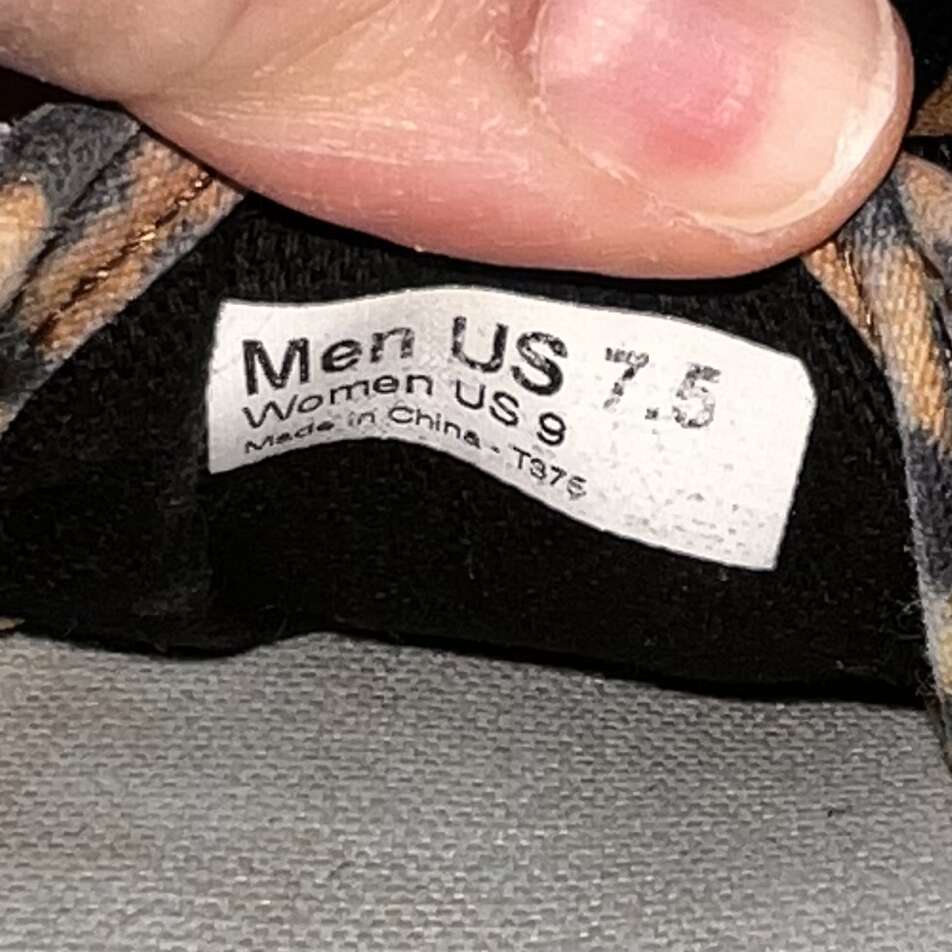 Men US 7.5
Women US 9
Made in China - T375